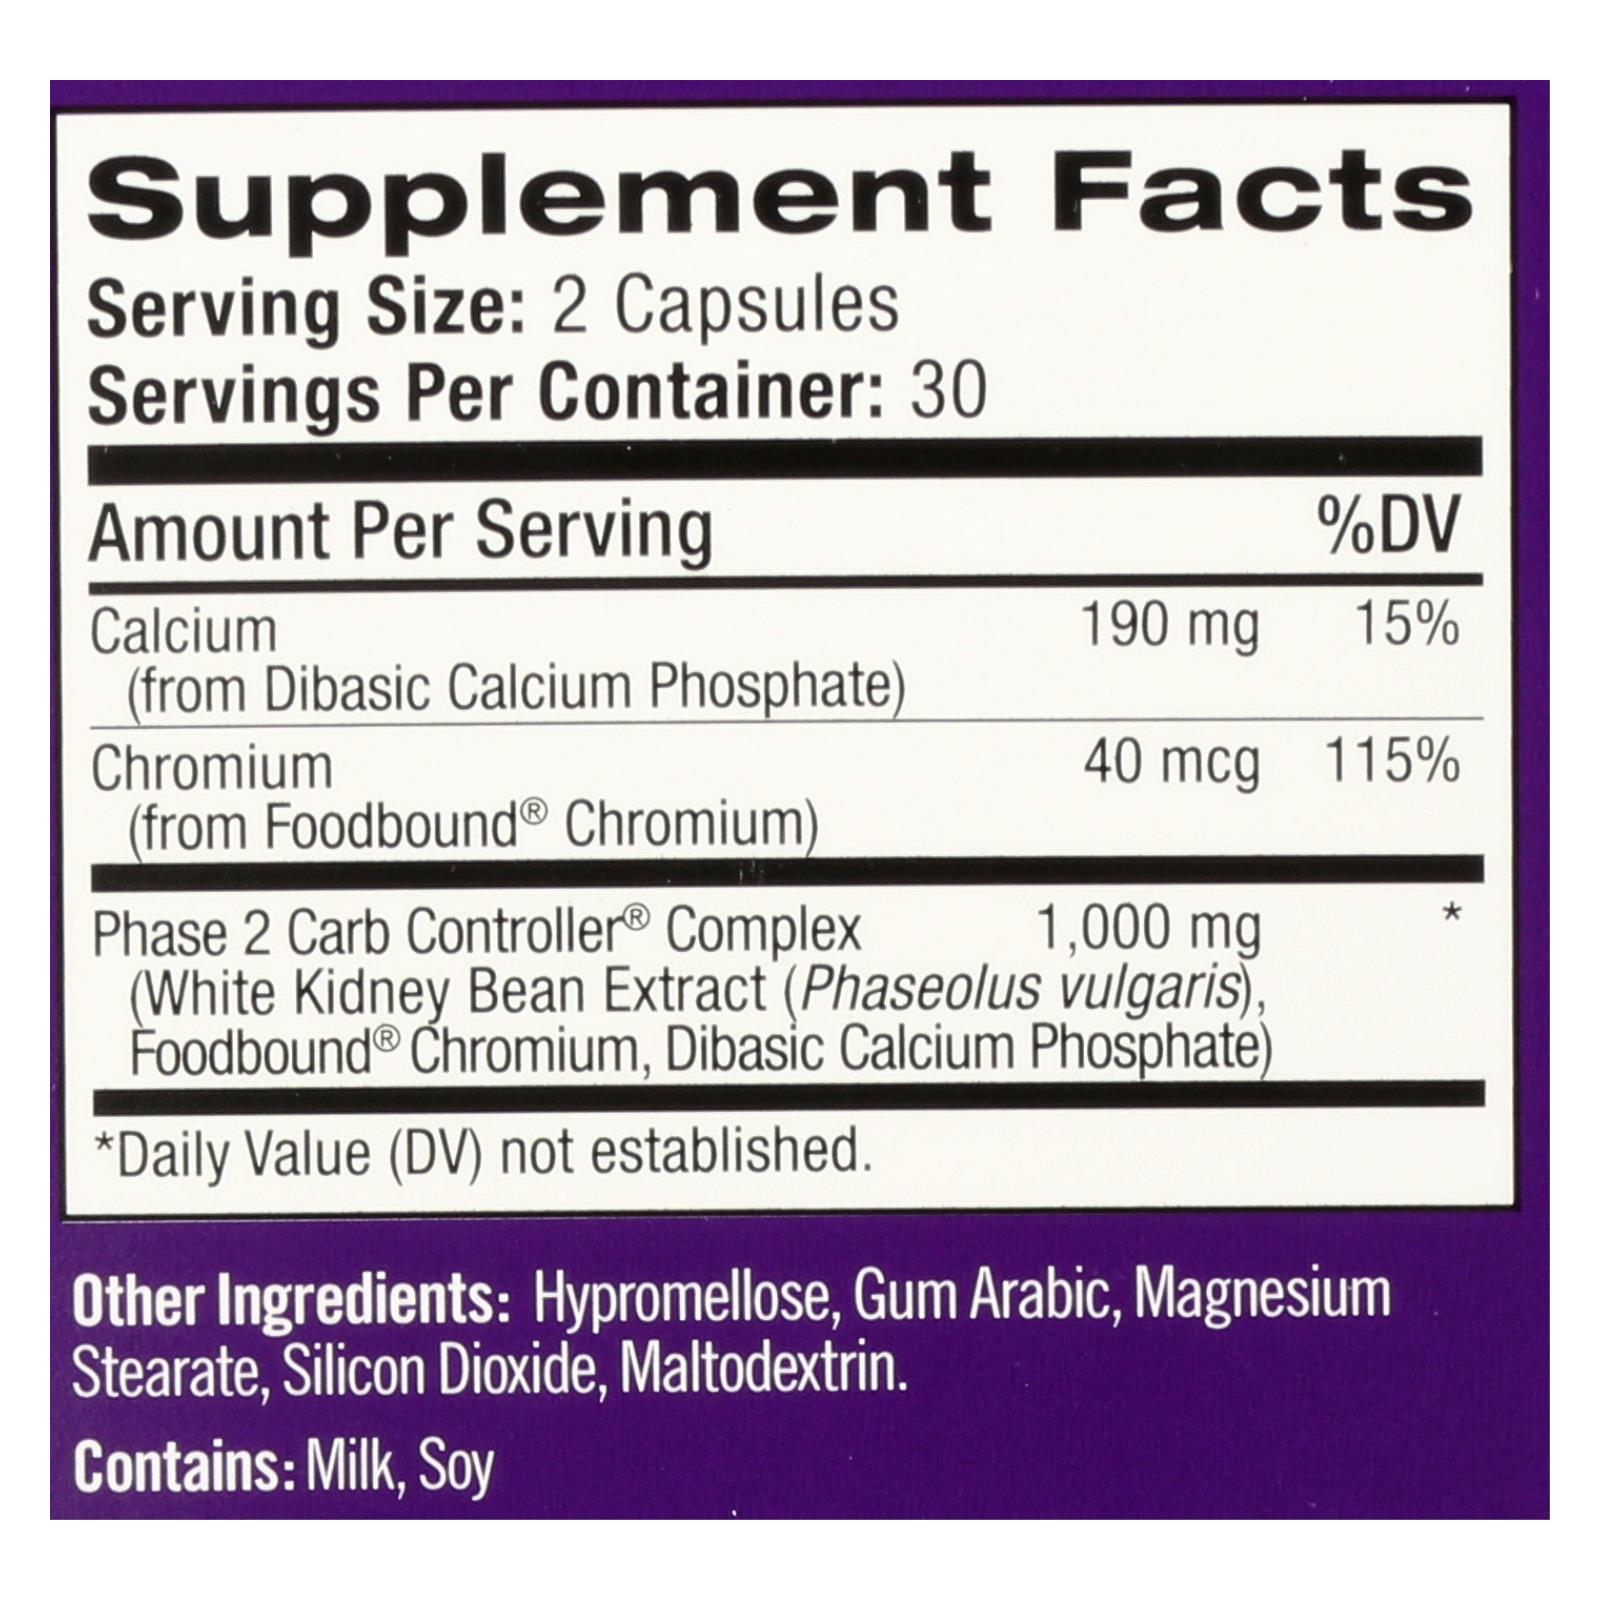 Supplement Facts
Serving Size: 2 Capsules
Servings Per Container: 30
Amount Per Serving %DV
Calcium 190 mg 15%
(from Dibasic Calcium Phosphate)
Chromium 40 mcg 115%
(from Foodbound® Chromium)
Phase 2 Carb Controller® Complex 1,000 mg *
(White Kidney Bean Extract (Phaseolus vulgaris),
Foodbound® Chromium, Dibasic Calcium Phosphate)
*Daily Value (DV) not established.
Other Ingredients: Hypromellose, Gum Arabic, Magnesium
Stearate, Silicon Dioxide, Maltodextrin.
Contains: Milk, Soy